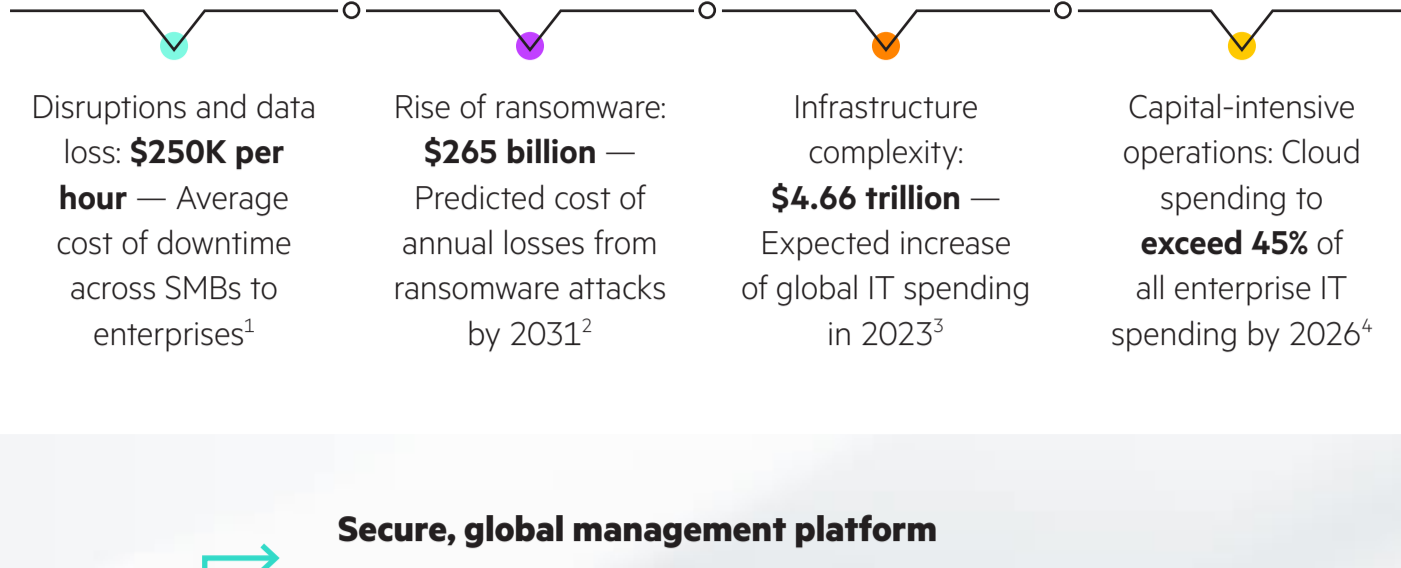 Disruptions and data
loss: $250K per
hour — Average
cost of downtime
across SMBs to
enterprises1
Rise of ransomware:
$265 billion —
Predicted cost of
annual losses from
ransomware attacks
by 20312
Infrastructure
complexity:
$4.66 trillion —
Expected increase
of global IT spending
in 20233
Capital-intensive
operations: Cloud
spending to
exceed 45% of
all enterprise IT
spending by 20264
Secure, global management platform